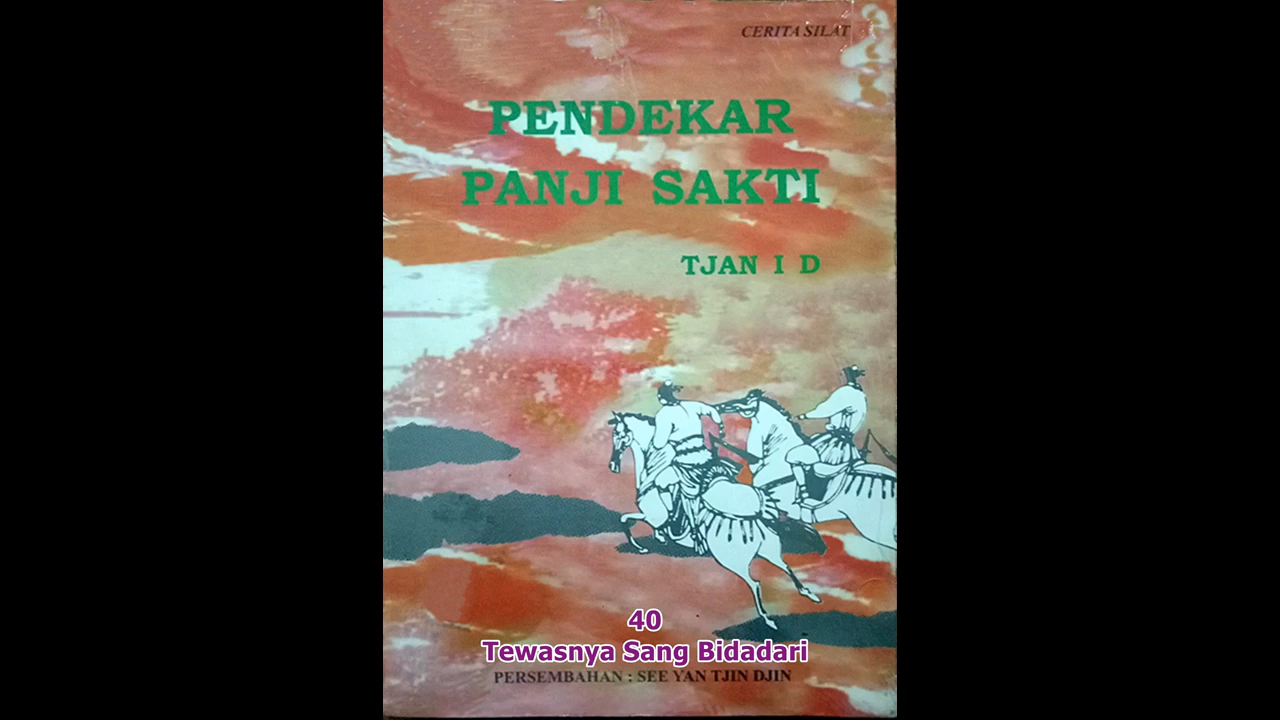 CERITA SILAT
PENDEKAR
PANJI SAKTI
TJAN I D
40
Tewasnya Sang Bidadari
PERSEMBAHAN : SEE YAN TJIN DJIN